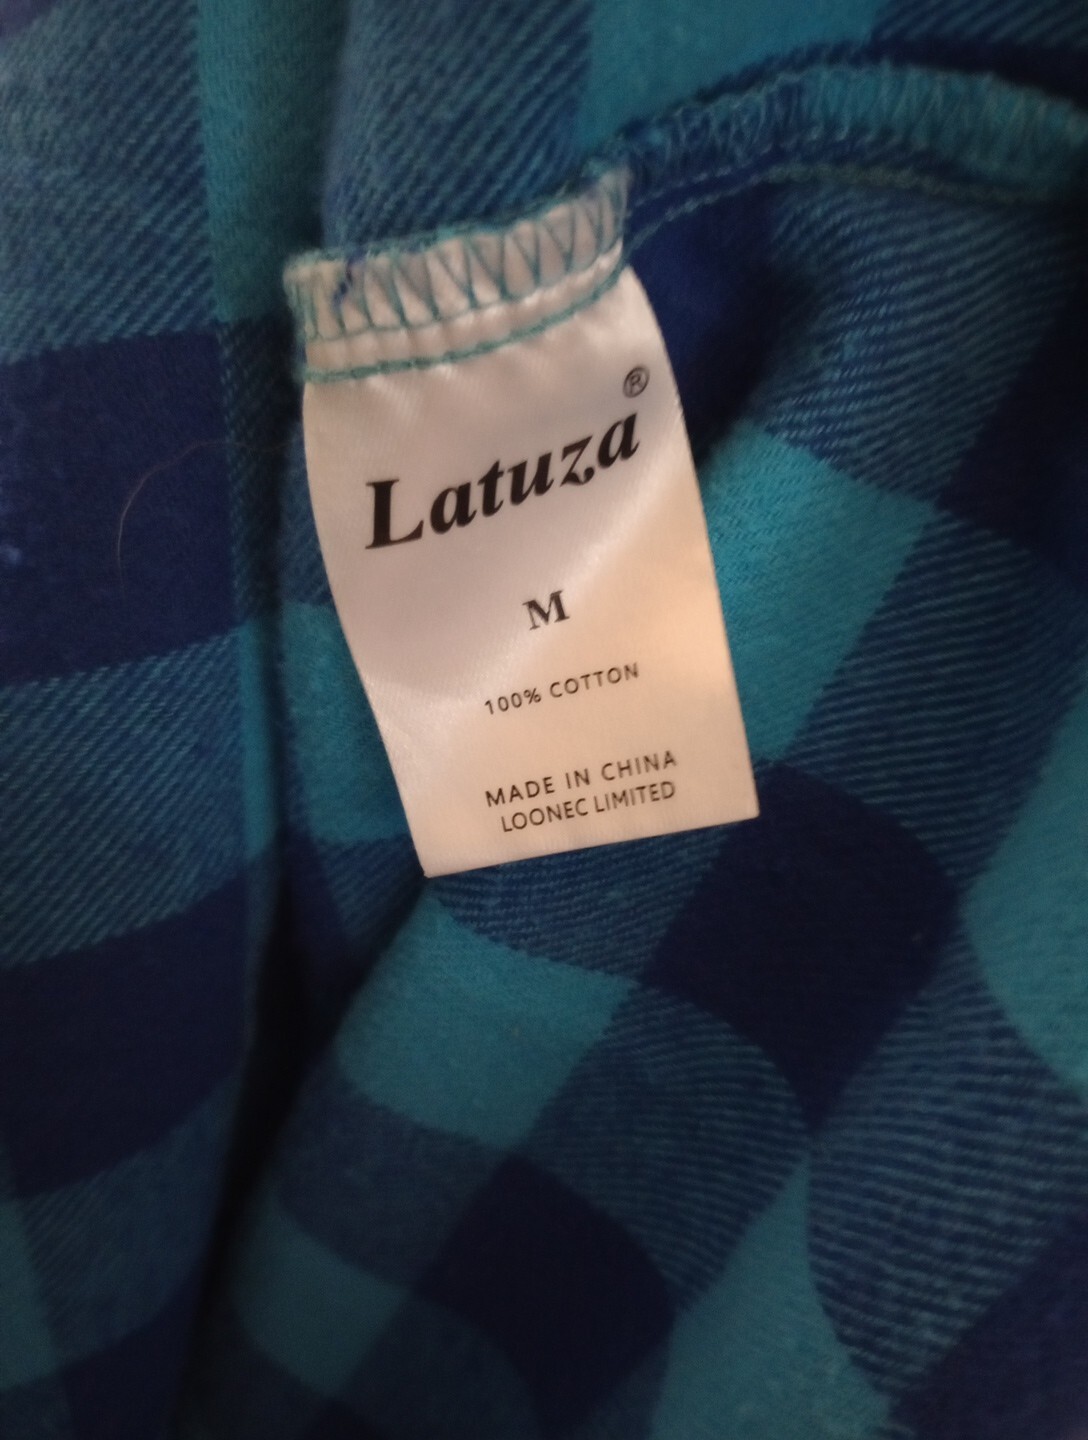 Latuza®
M
100% COTTON
MADE IN CHINA
LOONEC LIMITED